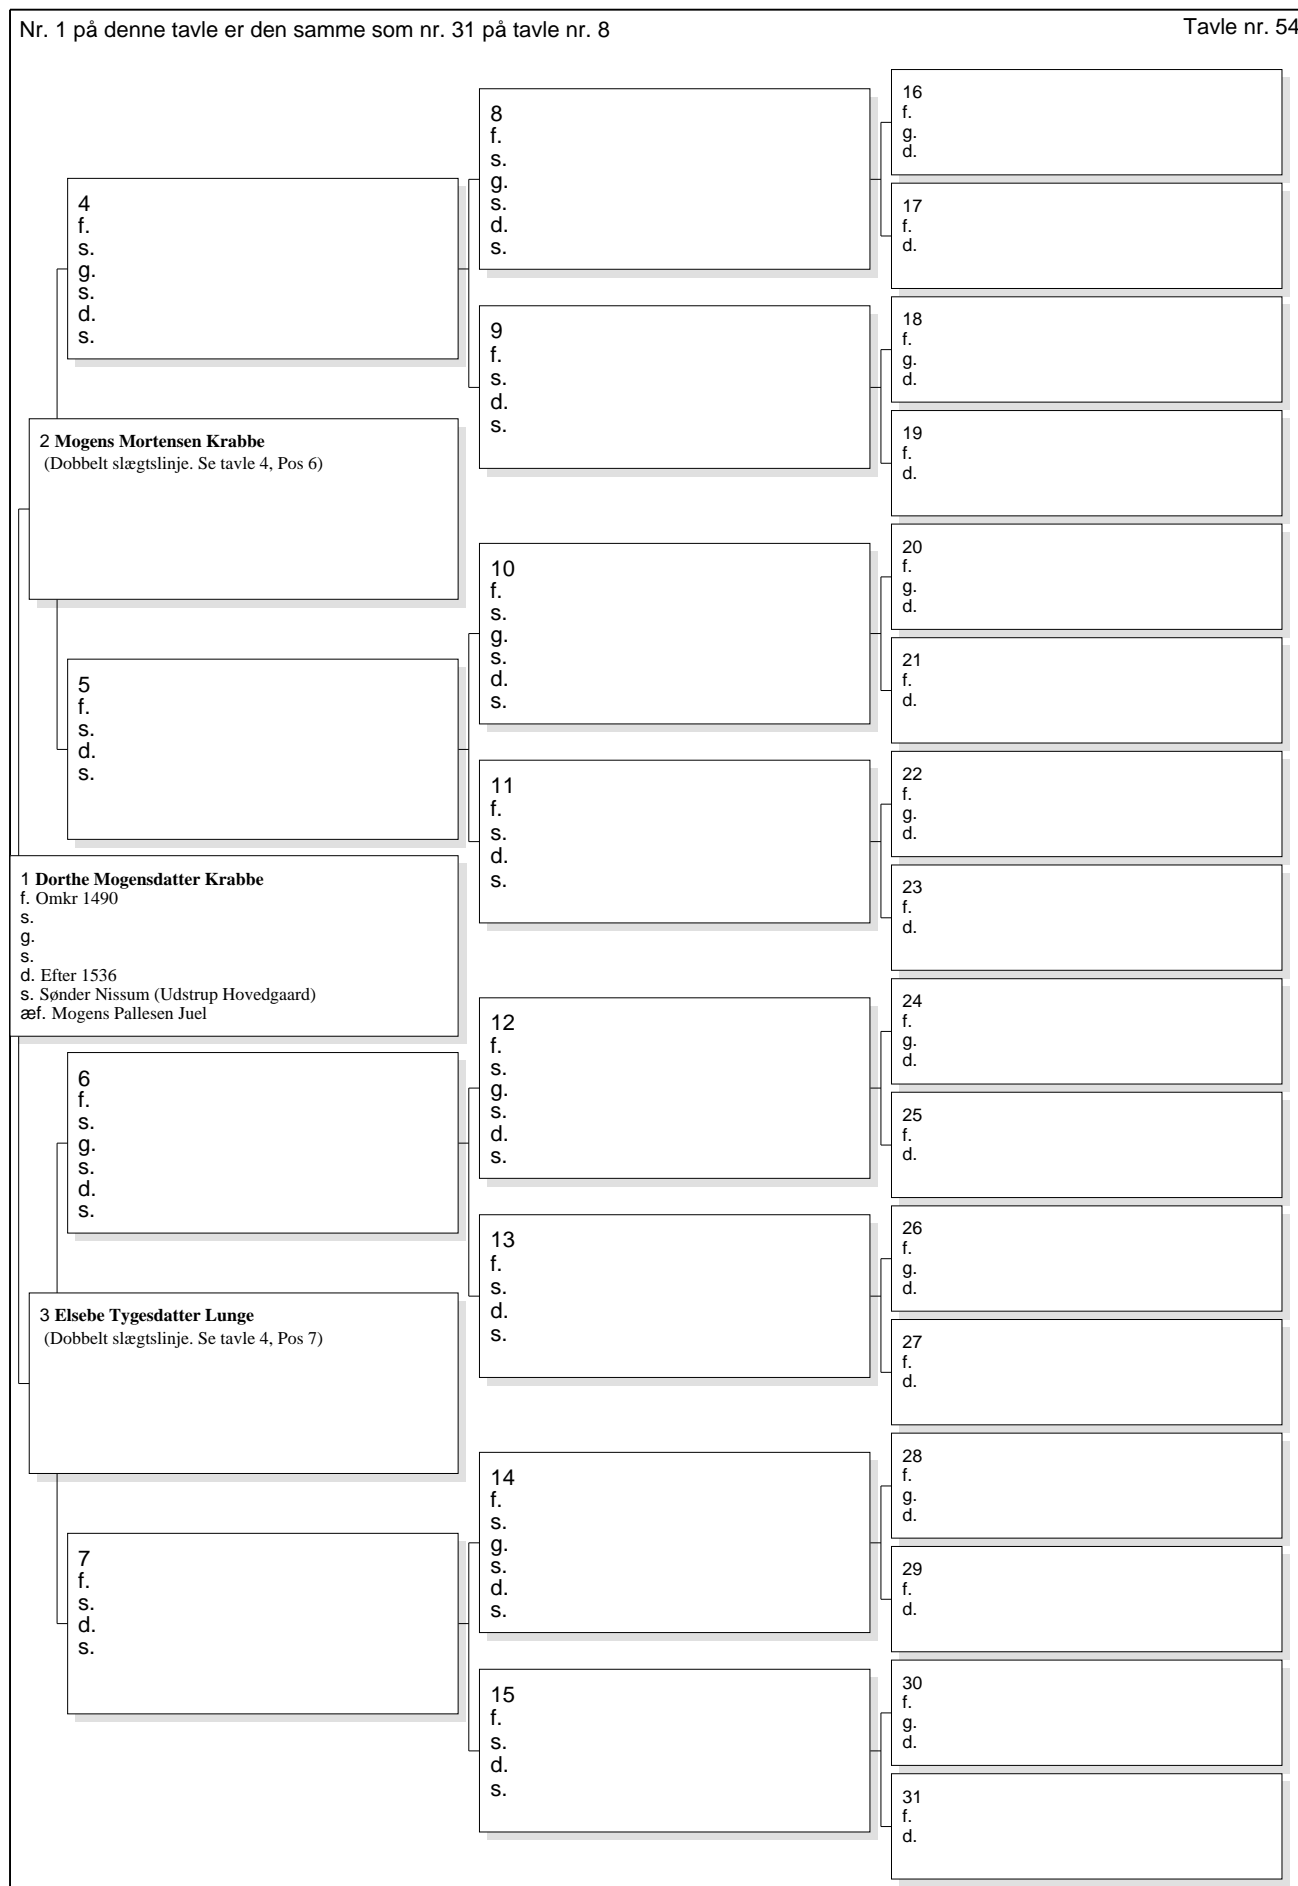 Nr. 1 på denne tavle er den samme som nr. 31 på tavle nr. 8
Tavle nr. 54
1 Dorthe Mogensdatter Krabbe
f. Omkr 1490
s.
g.
s.
d. Efter 1536
s. Sønder Nissum (Udstrup Hovedgaard)
æf. Mogens Pallesen Juel
2 Mogens Mortensen Krabbe
(Dobbelt slægtslinje. Se tavle 4, Pos 6)
3 Elsebe Tygesdatter Lunge
(Dobbelt slægtslinje. Se tavle 4, Pos 7)
4
f.
s.
g.
s.
d.
s.
5
f.
s.
d.
s.
6
f.
s.
g.
s.
d.
s.
7
f.
s.
d.
s.
8
f.
s.
g.
s.
d.
s.
9
f.
s.
d.
s.
10
f.
s.
g.
s.
d.
s.
11
f.
s.
d.
s.
12
f.
s.
g.
s.
d.
s.
13
f.
s.
d.
s.
14
f.
s.
g.
s.
d.
s.
15
f.
s.
d.
s.
16
f.
g.
d.
17
f.
d.
18
f.
g.
d.
19
f.
d.
20
f.
g.
d.
21
f.
d.
22
f.
g.
d.
23
f.
d.
24
f.
g.
d.
25
f.
d.
26
f.
g.
d.
27
f.
d.
28
f.
g.
d.
29
f.
d.
30
f.
g.
d.
31
f.
d.